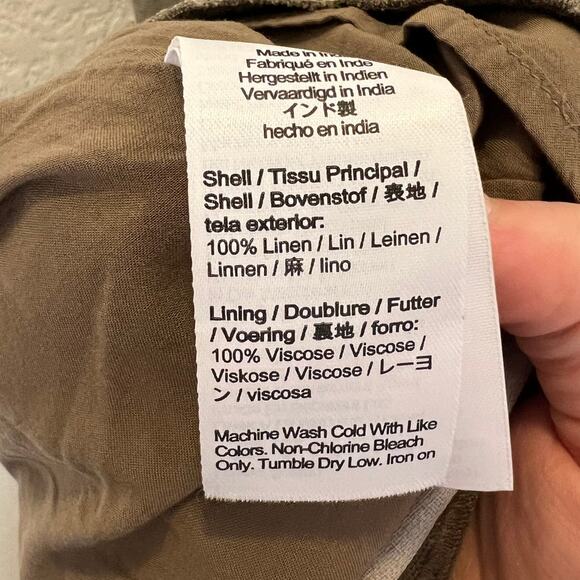 Made in
Fabriqué en Inde
Hergestellt in Indien
Vervaardigd in India
インド製
hecho en india
Shell / Tissu Principal /
Shell / Bovenstof / 表地 /
tela exterior:
100% Linen / Lin / Leinen /
Linnen / 麻 / lino
Lining / Doublure / Futter
/ Voering / 裏地 / forro:
100% Viscose / Viscose /
Viskose / Viscose / レーヨ
ン / viscosa
Machine Wash Cold With Like
Colors. Non-Chlorine Bleach
Only. Tumble Dry Low. Iron on